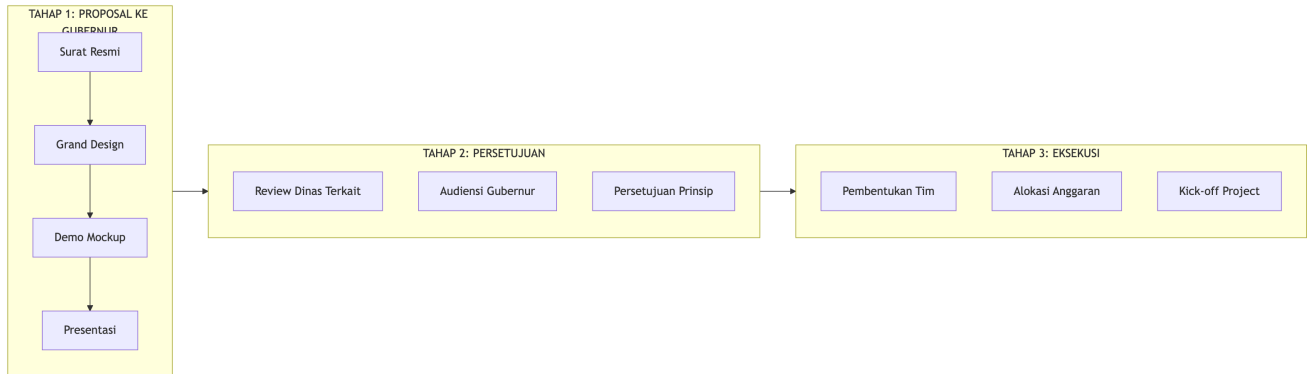 TAHAP 1: PROPOSAL KE
GUBERNUR
Surat Resmi
Grand Design
Demo Mockup
Presentasi
TAHAP 2: PERSETUJUAN
Review Dinas Terkait
Audiensi Gubernur
Persetujuan Prinsip
TAHAP 3: EKSEKUSI
Pembentukan Tim
Alokasi Anggaran
Kick-off Project